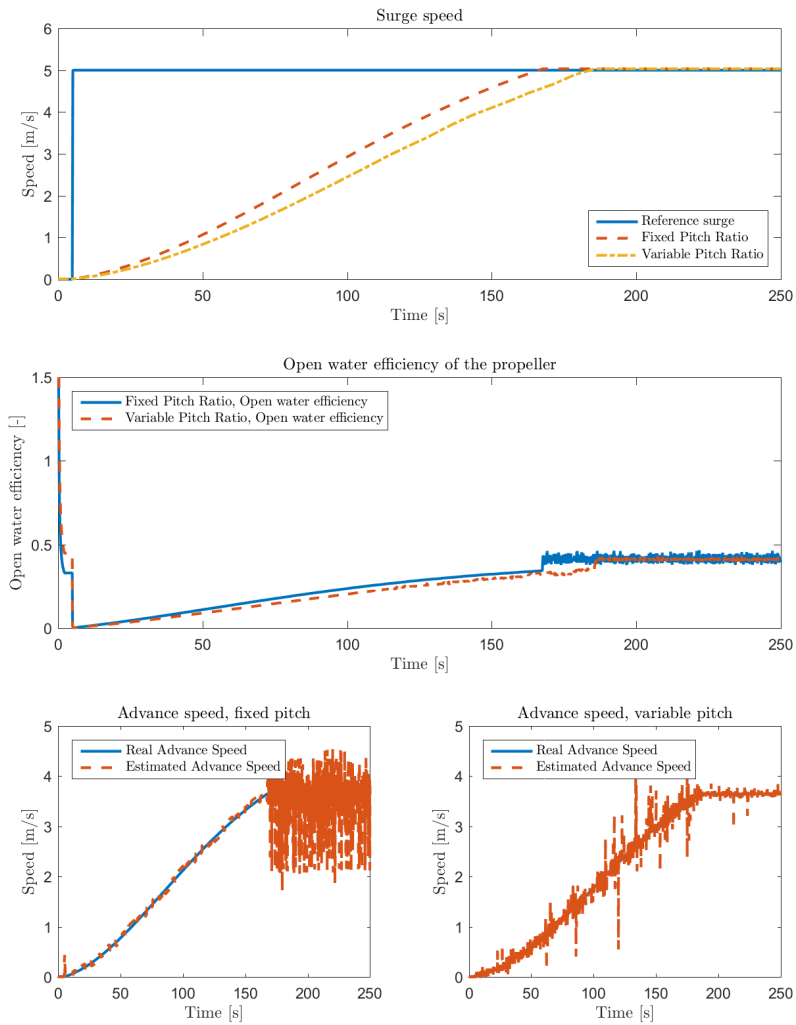 Surge speed
6
5
4
3
2
1
0
Speed [m/s]
Reference surge
Fixed Pitch Ratio
Variable Pitch Ratio
0 50 100 150 200 250
Time [s]
Open water efficiency of the propeller
1.5
1
0.5
0
Open water efficiency [-]
Fixed Pitch Ratio, Open water efficiency
Variable Pitch Ratio, Open water efficiency
0 50 100 150 200 250
Time [s]
Advance speed, fixed pitch
5
4
3
2
1
0
Speed [m/s]
Real Advance Speed
Estimated Advance Speed
0 50 100 150 200 250
Time [s]
Advance speed, variable pitch
5
4
3
2
1
0
Speed [m/s]
Real Advance Speed
Estimated Advance Speed
0 50 100 150 200 250
Time [s]